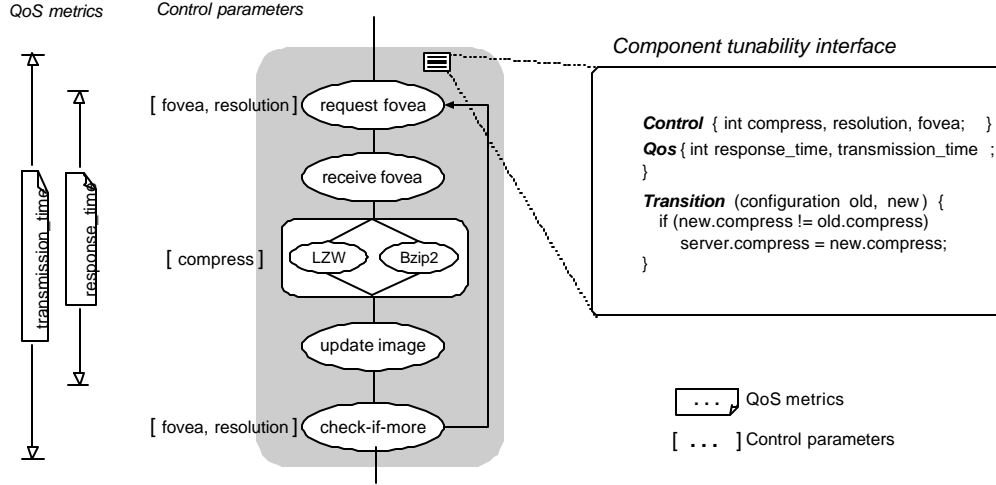 QoS metrics
Control parameters
transmission_time
response_time
[ fovea, resolution ]
request fovea
receive fovea
[ compress ]
LZW
Bzip2
update image
[ fovea, resolution ]
check-if-more
Component tunability interface
Control { int compress, resolution, fovea; }
Qos { int response_time, transmission_time ;
}
Transition (configuration old, new) {
if (new.compress != old.compress)
server.compress = new.compress;
}
... QoS metrics
[ ... ] Control parameters